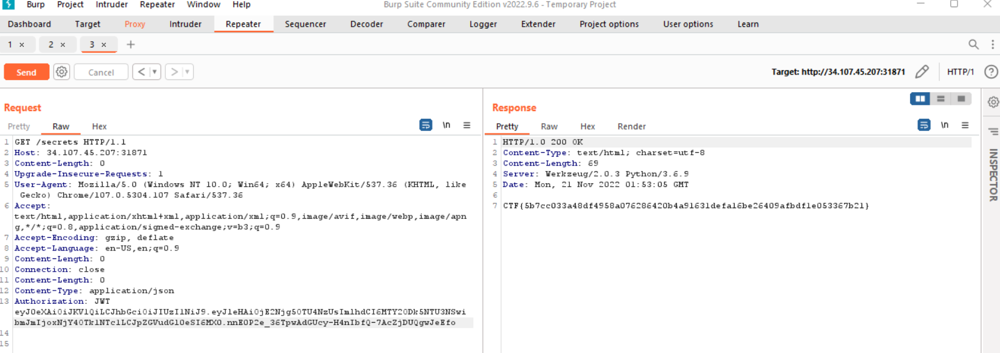 Burp Project Intruder Repeater Window Help Burp Suite Community Edition v2022.9.6 - Temporary Project
Dashboard Target Proxy Intruder Repeater Sequencer Decoder Comparer Logger Extender Project options User options Learn
1 × 2 × 3 × +
Send Cancel < > Target: http://34.107.45.207:31871 HTTP/1 ?
Request
Pretty Raw Hex \n
1 GET /secrets HTTP/1.1
2 Host: 34.107.45.207:31871
3 Content-Length: 0
4 Upgrade-Insecure-Requests: 1
5 User-Agent: Mozilla/5.0 (Windows NT 10.0; Win64; x64) AppleWebKit/537.36 (KHTML, like
Gecko) Chrome/107.0.5304.107 Safari/537.36
6 Accept:
text/html,application/xhtml+xml,application/xml;q=0.9,image/avif,image/webp,image/apn
g,*/*;q=0.8,application/signed-exchange;v=b3;q=0.9
7 Accept-Encoding: gzip, deflate
8 Accept-Language: en-US,en;q=0.9
9 Content-Length: 0
10 Connection: close
11 Content-Length: 0
12 Content-Type: application/json
13 Authorization: JWT
eyJ0eXAiOiJKV1QiLCJhbGciOiJIUzI1NiJ9.eyJleHAiOjE2Njg5OTU4NzUsImlhdCI6MTY2ODk5NTU3NSwi
bmJmIjoxNjY4OTk1NTc1LCJpZGVudGl0eSI6MX0.nnE0P2e_36TpwAdGUcy-H4nIbfQ-7AcZjDUQgwJeEfo
14
15
Response
Pretty Raw Hex Render \n
1 HTTP/1.0 200 OK
2 Content-Type: text/html; charset=utf-8
3 Content-Length: 69
4 Server: Werkzeug/2.0.3 Python/3.6.9
5 Date: Mon, 21 Nov 2022 01:53:05 GMT
6
7 CTF{5b7cc033a48df4958a076286420b4a91631defa16be26409afbdf1e053367b21}
INSPECTOR